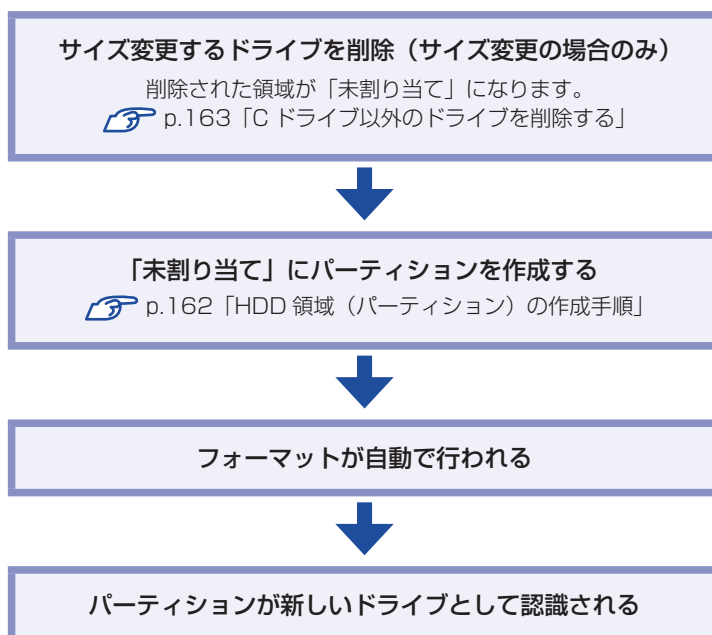 サイズ変更するドライブを削除（サイズ変更の場合のみ）
削除された領域が「未割り当て」になります。
p.163「C ドライブ以外のドライブを削除する」
「未割り当て」にパーティションを作成する
p.162「HDD 領域（パーティション）の作成手順」
フォーマットが自動で行われる
パーティションが新しいドライブとして認識される